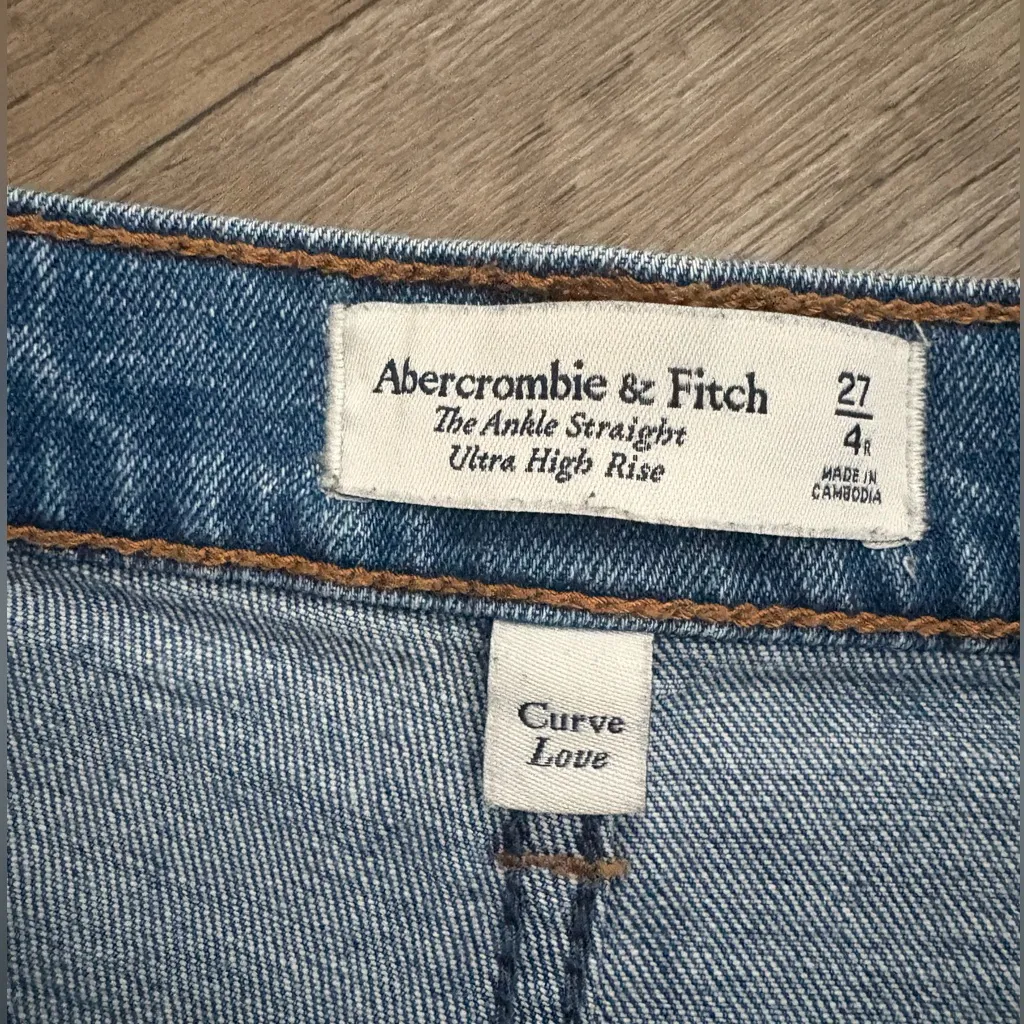 Abercrombie & Fitch
The Ankle Straight
Ultra High Rise
27
4R
MADE IN
CAMBODIA
Curve
Love